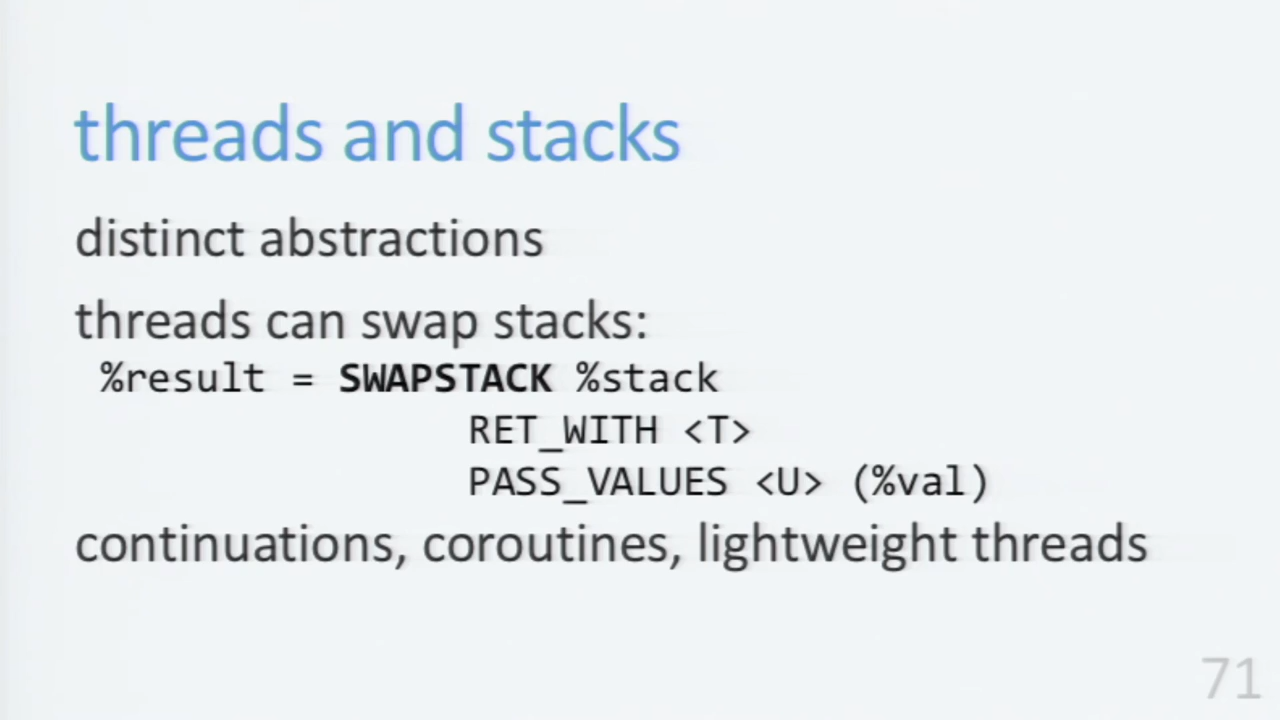 threads and stacks
distinct abstractions
threads can swap stacks:
%result = SWAPSTACK %stack
RET_WITH <T>
PASS_VALUES <U> (%val)
continuations, coroutines, lightweight threads
71